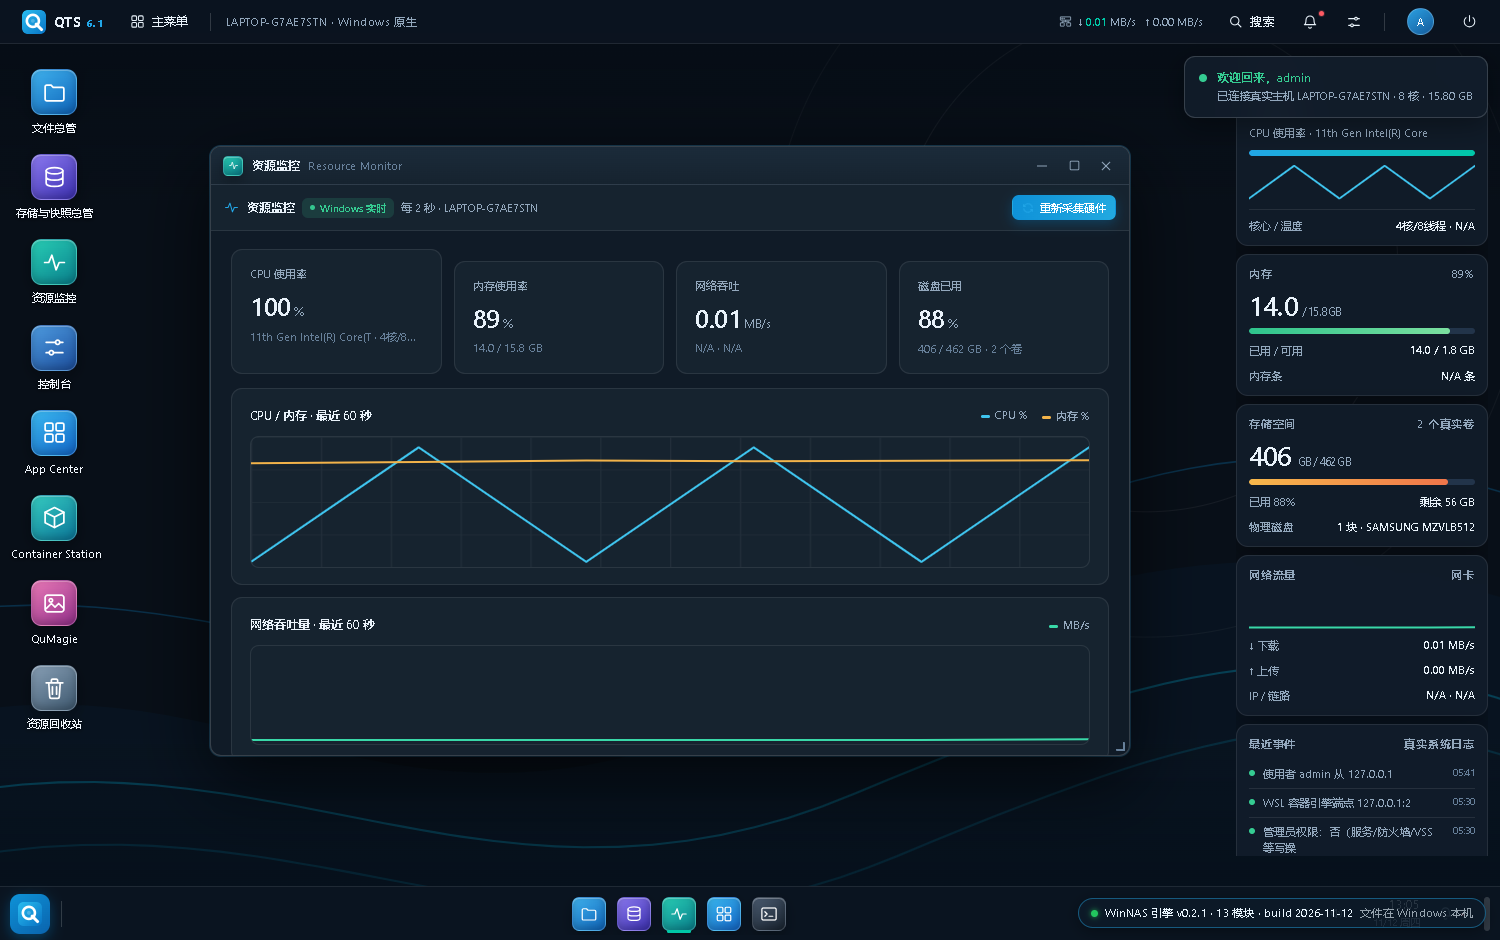 QTS 6.1
主菜单
LAPTOP-G7AE7STN · Windows 原生
↓ 0.01 MB/s ↑ 0.00 MB/s
搜索
A
文件总管
存储与快照总管
资源监控
控制台
App Center
Container Station
QuMagie
资源回收站
资源监控 Resource Monitor
资源监控
Windows 实时
每 2 秒 · LAPTOP-G7AE7STN
重新采集硬件
CPU 使用率
100 %
11th Gen Intel(R) Core(T · 4核/8...
内存使用率
89 %
14.0 / 15.8 GB
网络吞吐
0.01 MB/s
N/A · N/A
磁盘已用
88 %
406 / 462 GB · 2 个卷
CPU / 内存 · 最近 60 秒
CPU %
内存 %
网络吞吐量 · 最近 60 秒
MB/s
欢迎回来，admin
已连接真实主机 LAPTOP-G7AE7STN · 8 核 · 15.80 GB
CPU 使用率 · 11th Gen Intel(R) Core
核心 / 温度
4核/8线程 · N/A
内存
89%
14.0 / 15.8GB
已用 / 可用
14.0 / 1.8 GB
内存条
N/A 条
存储空间
2 个真实卷
406 GB / 462GB
已用 88%
剩余 56 GB
物理磁盘
1 块 · SAMSUNG MZVLB512
网络流量
网卡
↓ 下载
0.01 MB/s
↑ 上传
0.00 MB/s
IP / 链路
N/A · N/A
最近事件
真实系统日志
使用者 admin 从 127.0.0.1
05:41
WSL 容器引擎端点 127.0.0.1:2
05:30
管理员权限：否（服务/防火墙/VSS
等写操
05:30
WinNAS 引擎 v0.2.1 · 13 模块 · build 2026-11-12 文件在 Windows 本机